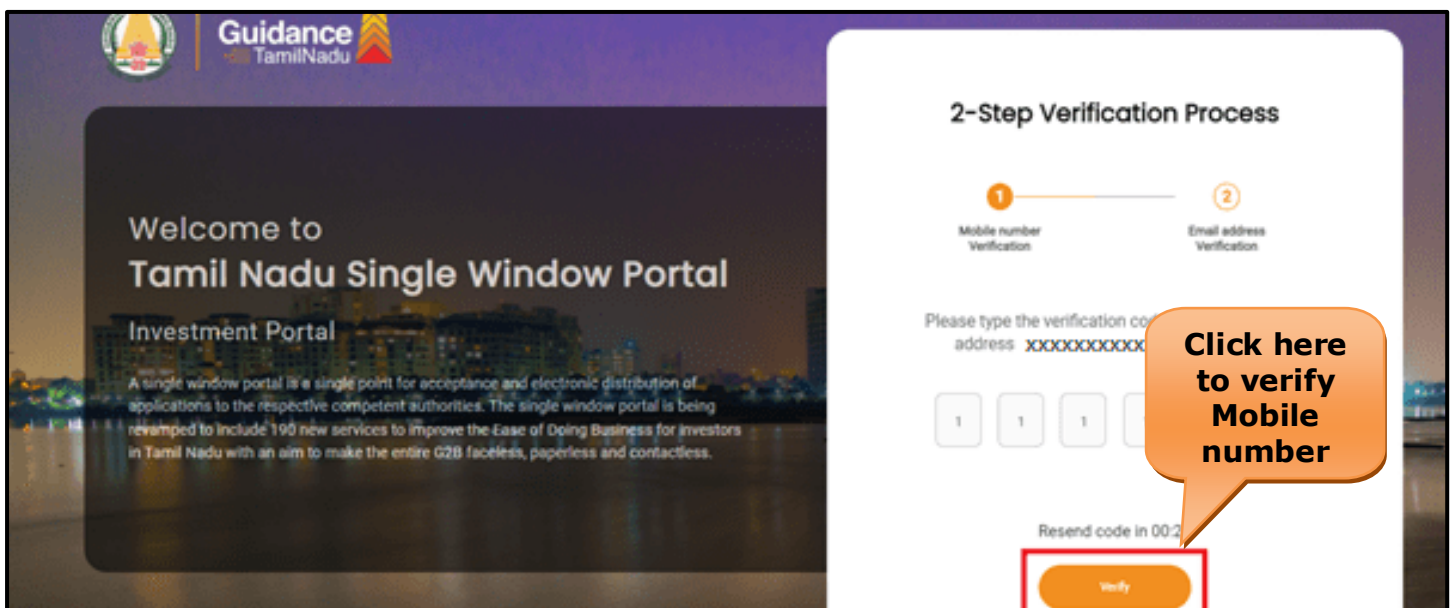 Guidance
TamilNadu
Welcome to
Tamil Nadu Single Window Portal
Investment Portal
A single window portal is a single point for acceptance and electronic distribution of
applications to the respective competent authorities. The single window portal is being
revamped to include 190 new services to improve the Ease of Doing Business for investors
in Tamil Nadu with an aim to make the entire G2B faceless, paperless and contactless.
2-Step Verification Process
1
2
Mobile number
Verification
Email address
Verification
Please type the verification
address XXXXXXXXXX
1 1 1
Click here
to verify
Mobile
number
Resend code in 00:2
Verify